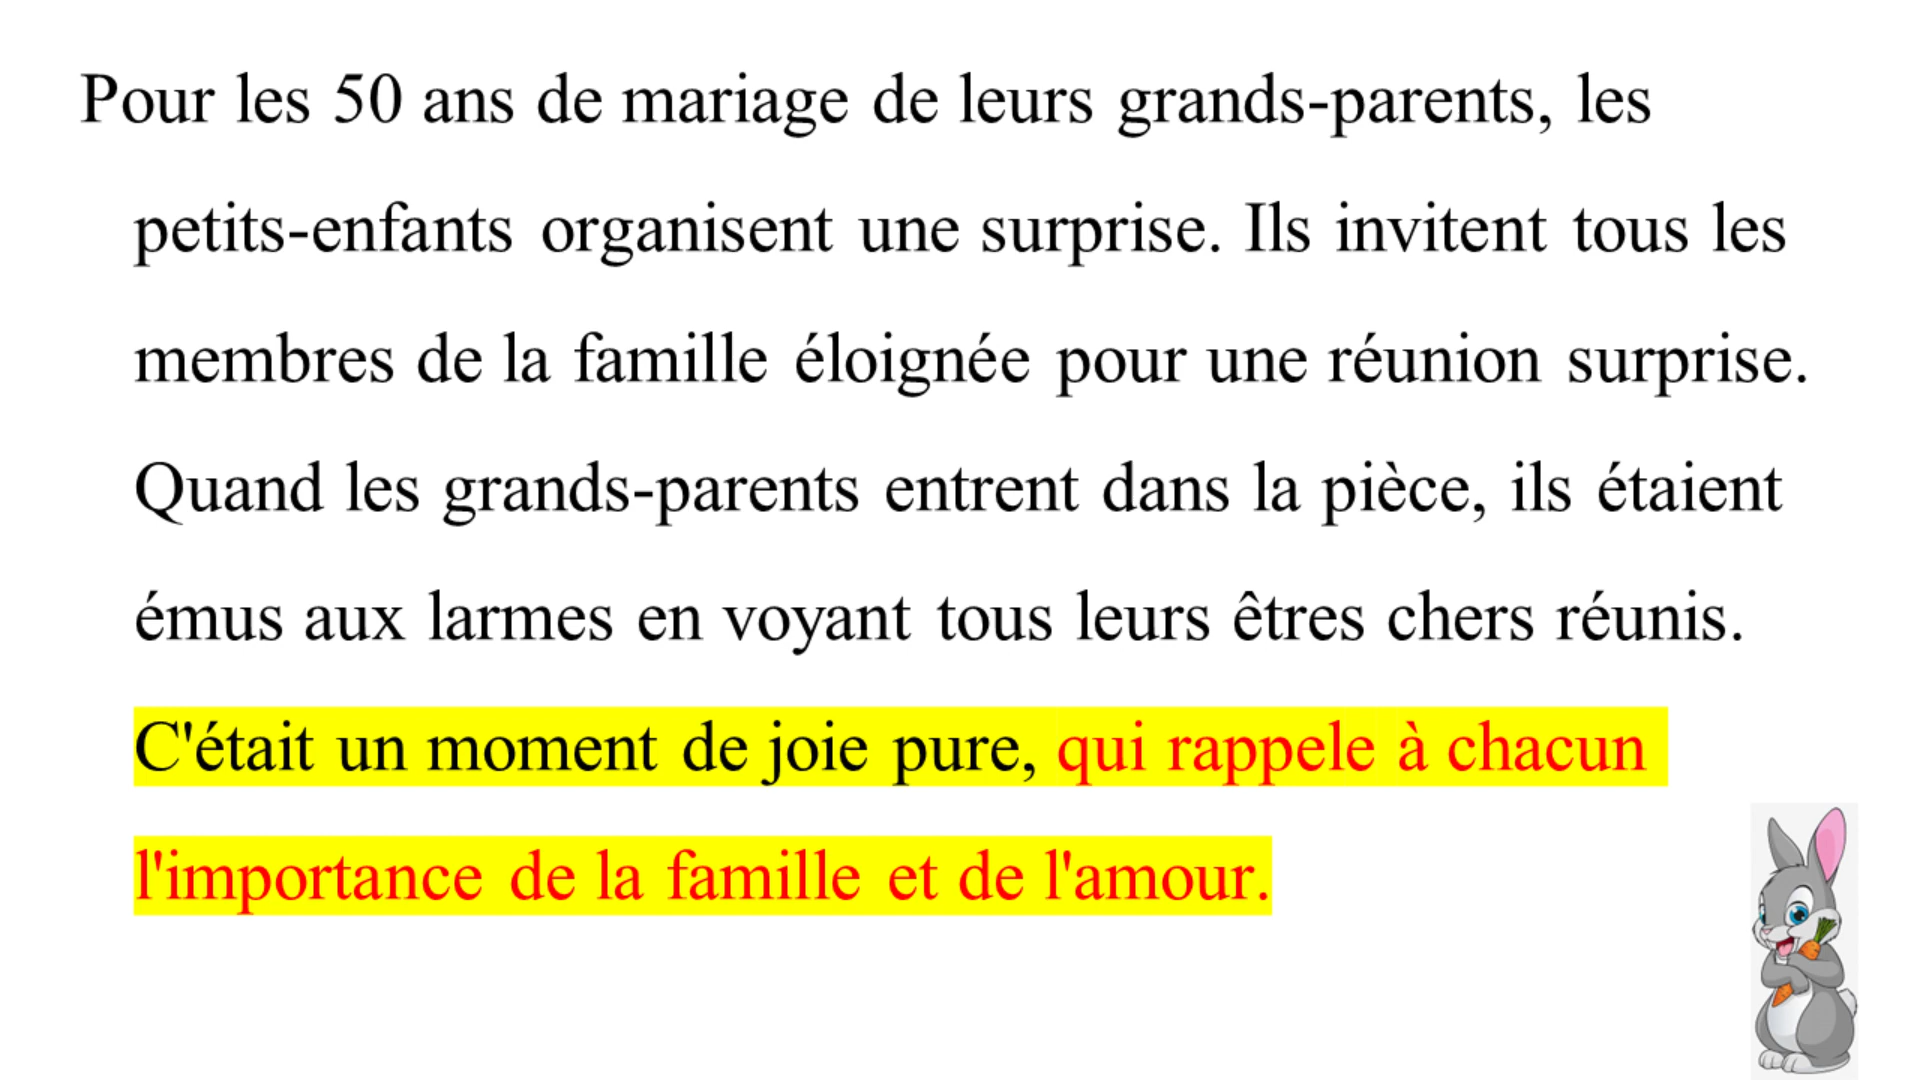 Pour les 50 ans de mariage de leurs grands-parents, les
petits-enfants organisent une surprise. Ils invitent tous les
membres de la famille éloignée pour une réunion surprise.
Quand les grands-parents entrent dans la pièce, ils étaient
émus aux larmes en voyant tous leurs êtres chers réunis.
C'était un moment de joie pure, qui rappele à chacun
l'importance de la famille et de l'amour.